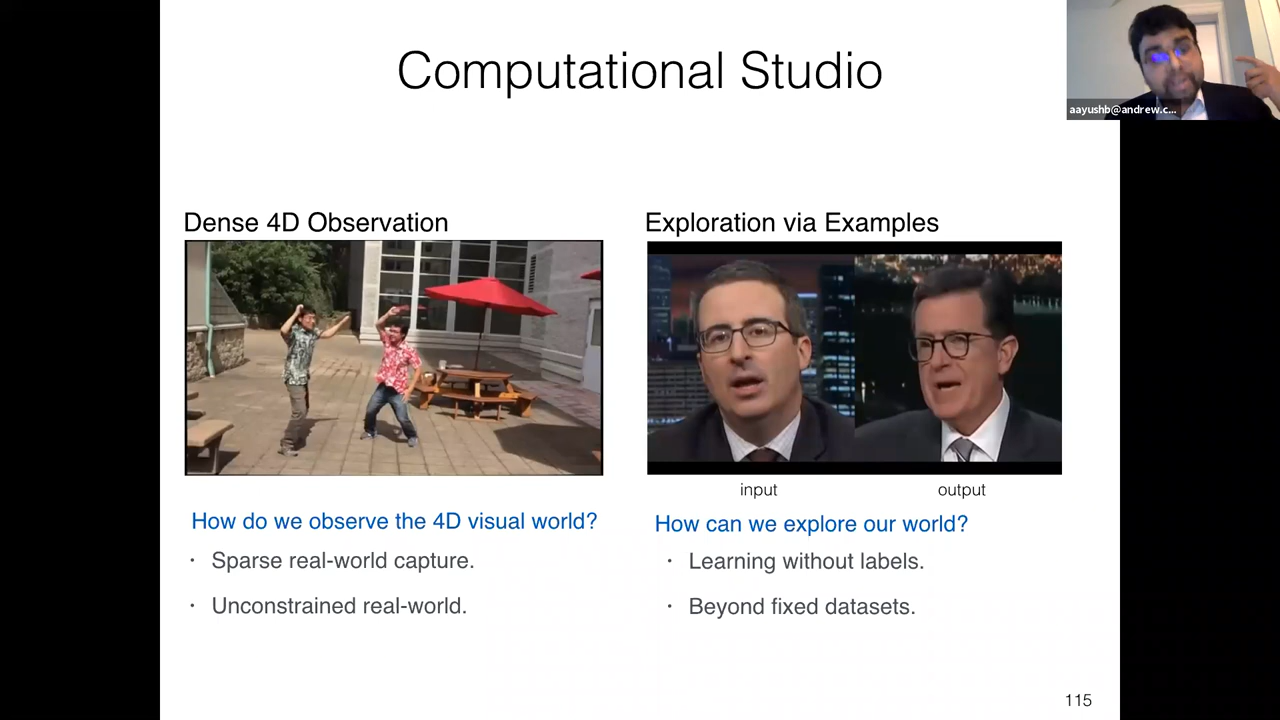 Computational Studio
aayushb@andrew.c...
Dense 4D Observation
Exploration via Examples
input
output
How do we observe the 4D visual world?
· Sparse real-world capture.
· Unconstrained real-world.
How can we explore our world?
· Learning without labels.
· Beyond fixed datasets.
115